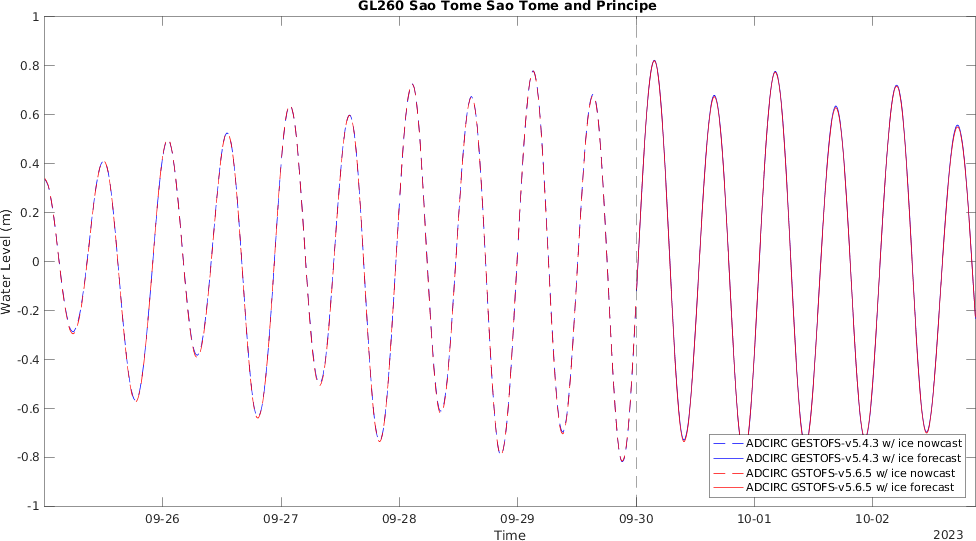 GL260 Sao Tome Sao Tome and Principe
1
0.8
0.6
0.4
0.2
0
-0.2
-0.4
-0.6
-0.8
-1
Water Level (m)
09-26
09-27
09-28
09-29
09-30
10-01
10-02
Time
2023
ADCIRC GESTOFS-v5.4.3 w/ ice nowcast
ADCIRC GESTOFS-v5.4.3 w/ ice forecast
ADCIRC GSTOFS-v5.6.5 w/ ice nowcast
ADCIRC GSTOFS-v5.6.5 w/ ice forecast